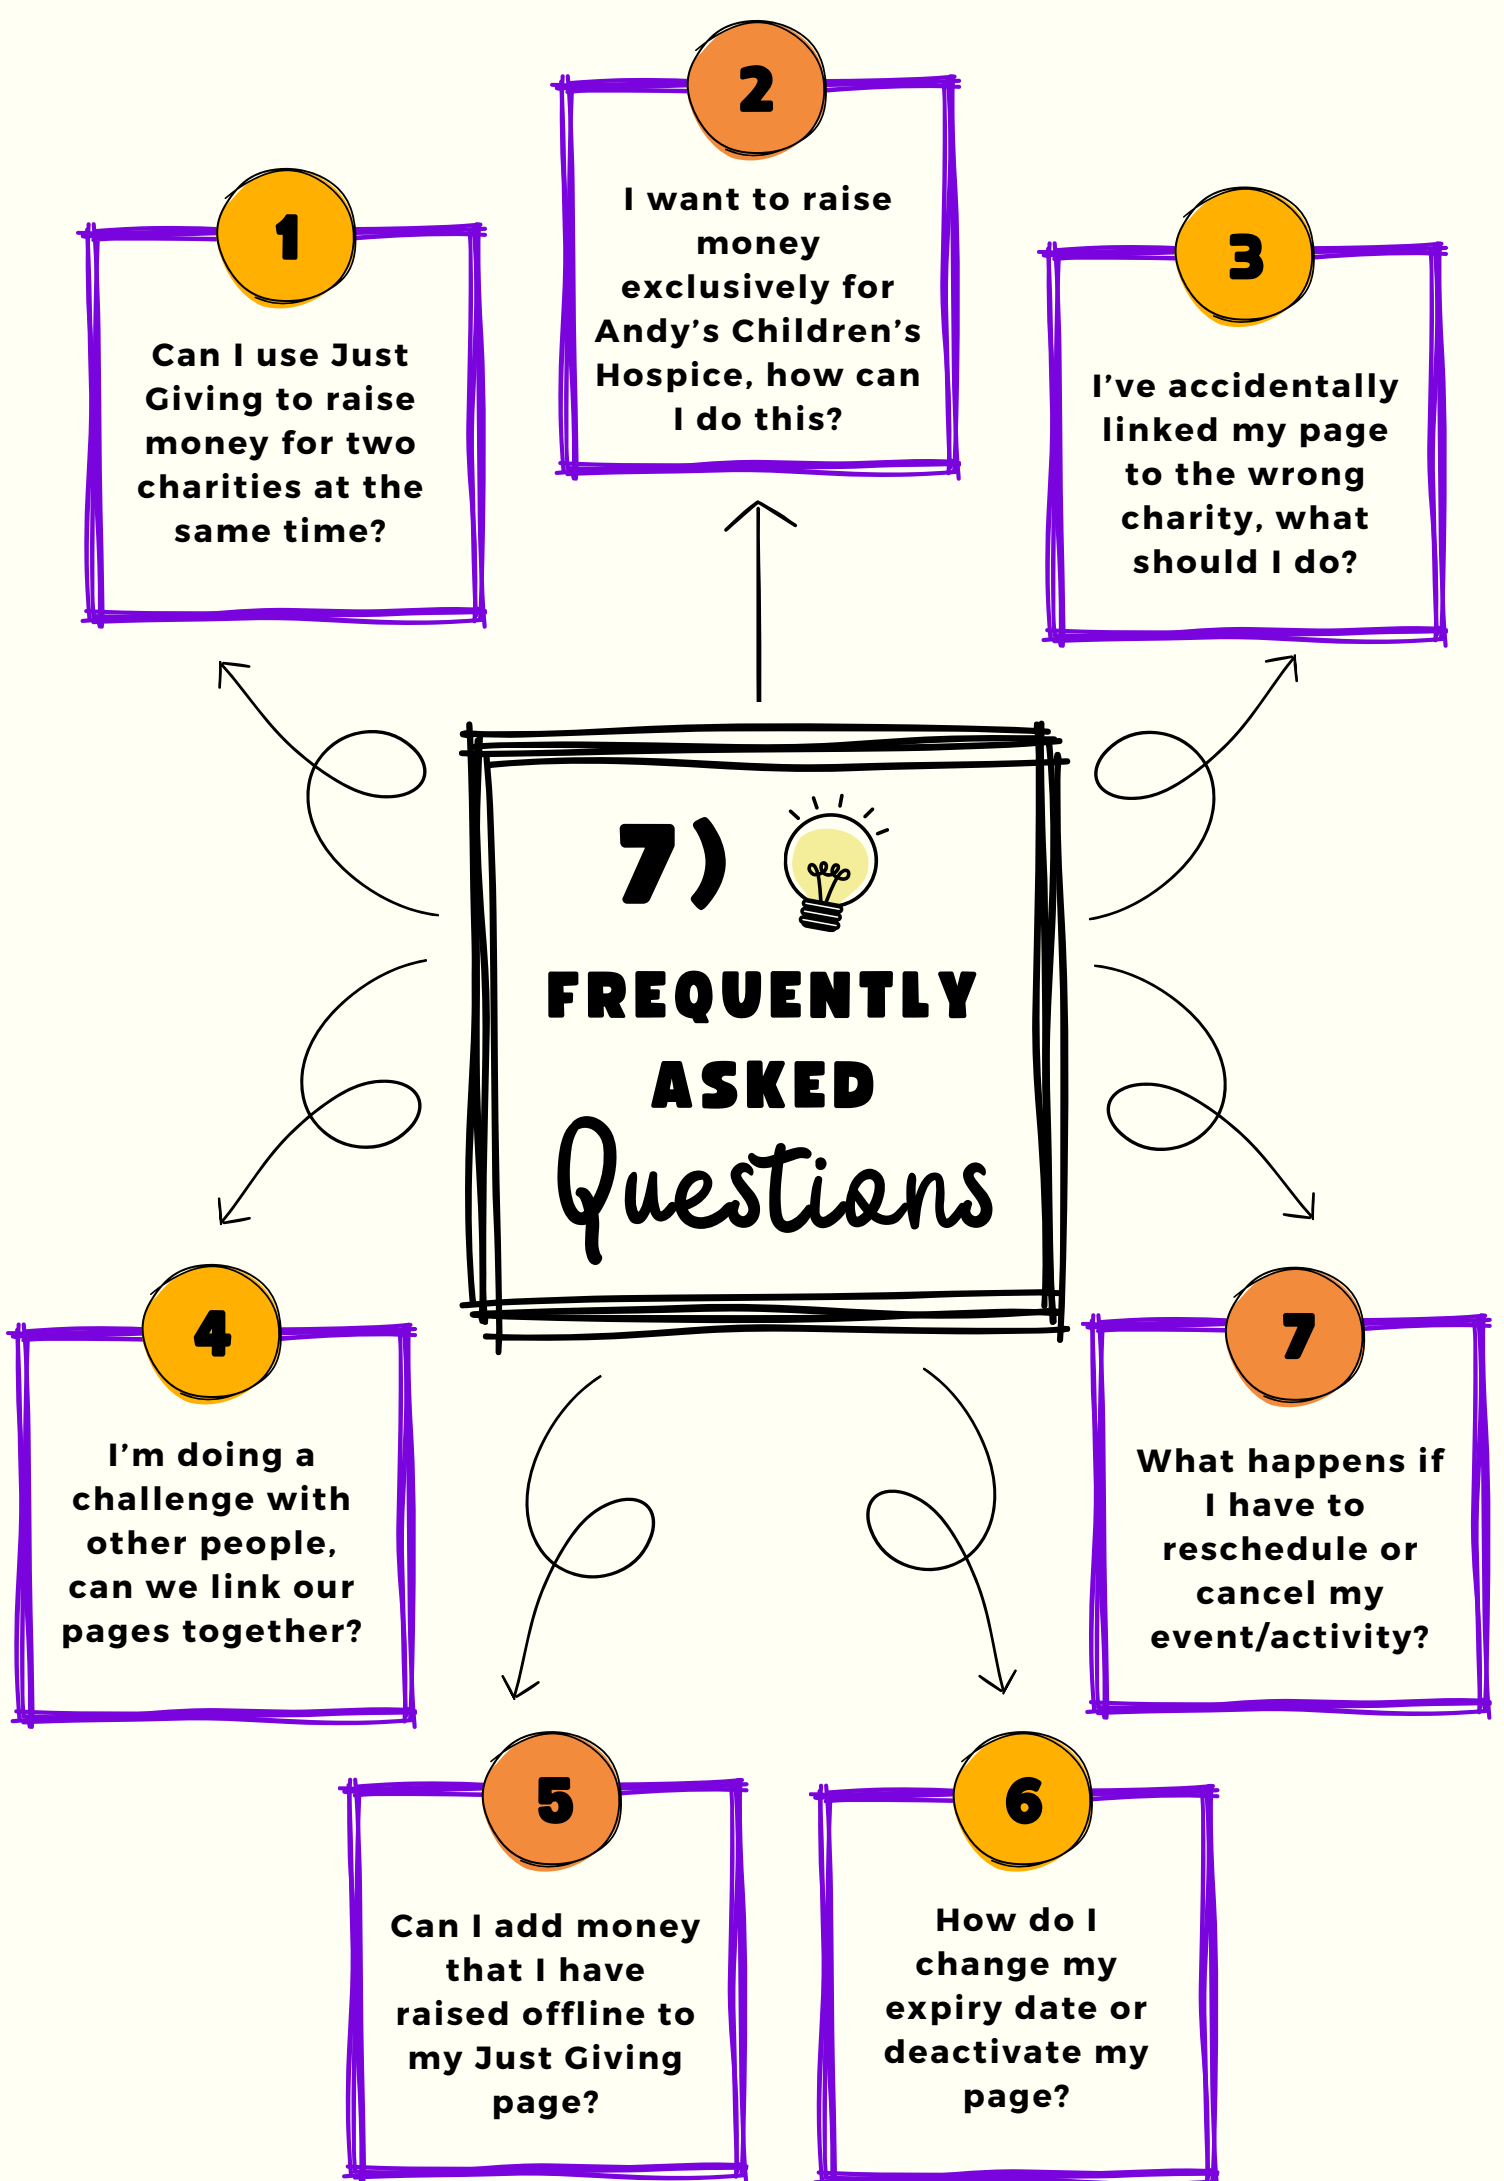 1
Can I use Just
Giving to raise
money for two
charities at the
same time?
2
I want to raise
money
exclusively for
Andy’s Children’s
Hospice, how can
I do this?
3
I’ve accidentally
linked my page
to the wrong
charity, what
should I do?
7)
FREQUENTLY
ASKED
Questions
4
I’m doing a
challenge with
other people,
can we link our
pages together?
5
Can I add money
that I have
raised offline to
my Just Giving
page?
6
How do I
change my
expiry date or
deactivate my
page?
7
What happens if
I have to
reschedule or
cancel my
event/activity?